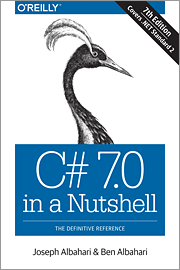 O'REILLY®
7th Edition
Covers .NET Standard 2
C# 7.0
in a Nutshell
THE DEFINITIVE REFERENCE
Joseph Albahari & Ben Albahari